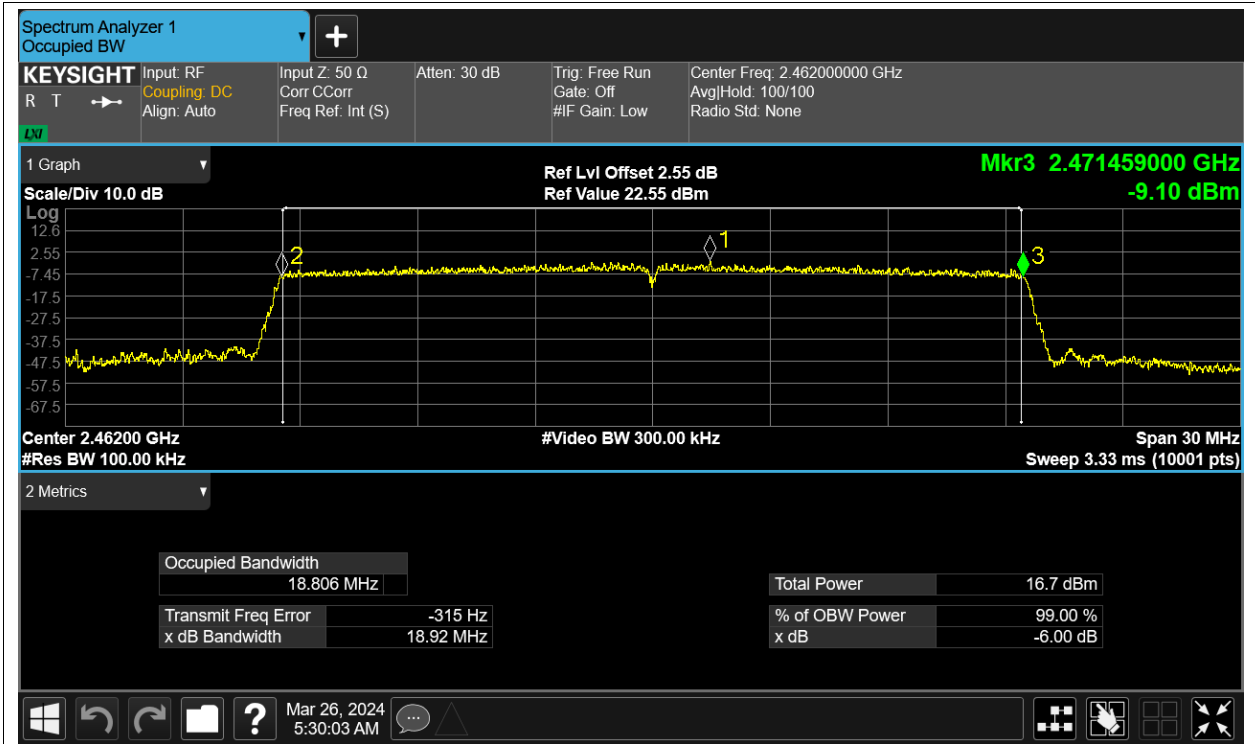 Spectrum Analyzer 1
Occupied BW
KEYSIGHT
R T
LXI
Input: RF
Coupling: DC
Align: Auto
Input Z: 50 Ω
Corr CCorr
Freq Ref: Int (S)
Atten: 30 dB
Trig: Free Run
Gate: Off
#IF Gain: Low
Center Freq: 2.462000000 GHz
Avg|Hold: 100/100
Radio Std: None
1 Graph
Scale/Div 10.0 dB
Ref Lvl Offset 2.55 dB
Ref Value 22.55 dBm
Mkr3 2.471459000 GHz
-9.10 dBm
Log
12.6
2.55
-7.45
-17.5
-27.5
-37.5
-47.5
-57.5
-67.5
2
1
3
Center 2.46200 GHz
#Res BW 100.00 kHz
#Video BW 300.00 kHz
Span 30 MHz
Sweep 3.33 ms (10001 pts)
2 Metrics
Occupied Bandwidth
18.806 MHz
Transmit Freq Error -315 Hz
x dB Bandwidth 18.92 MHz
Total Power 16.7 dBm
% of OBW Power 99.00 %
x dB -6.00 dB
?
Mar 26, 2024
5:30:03 AM